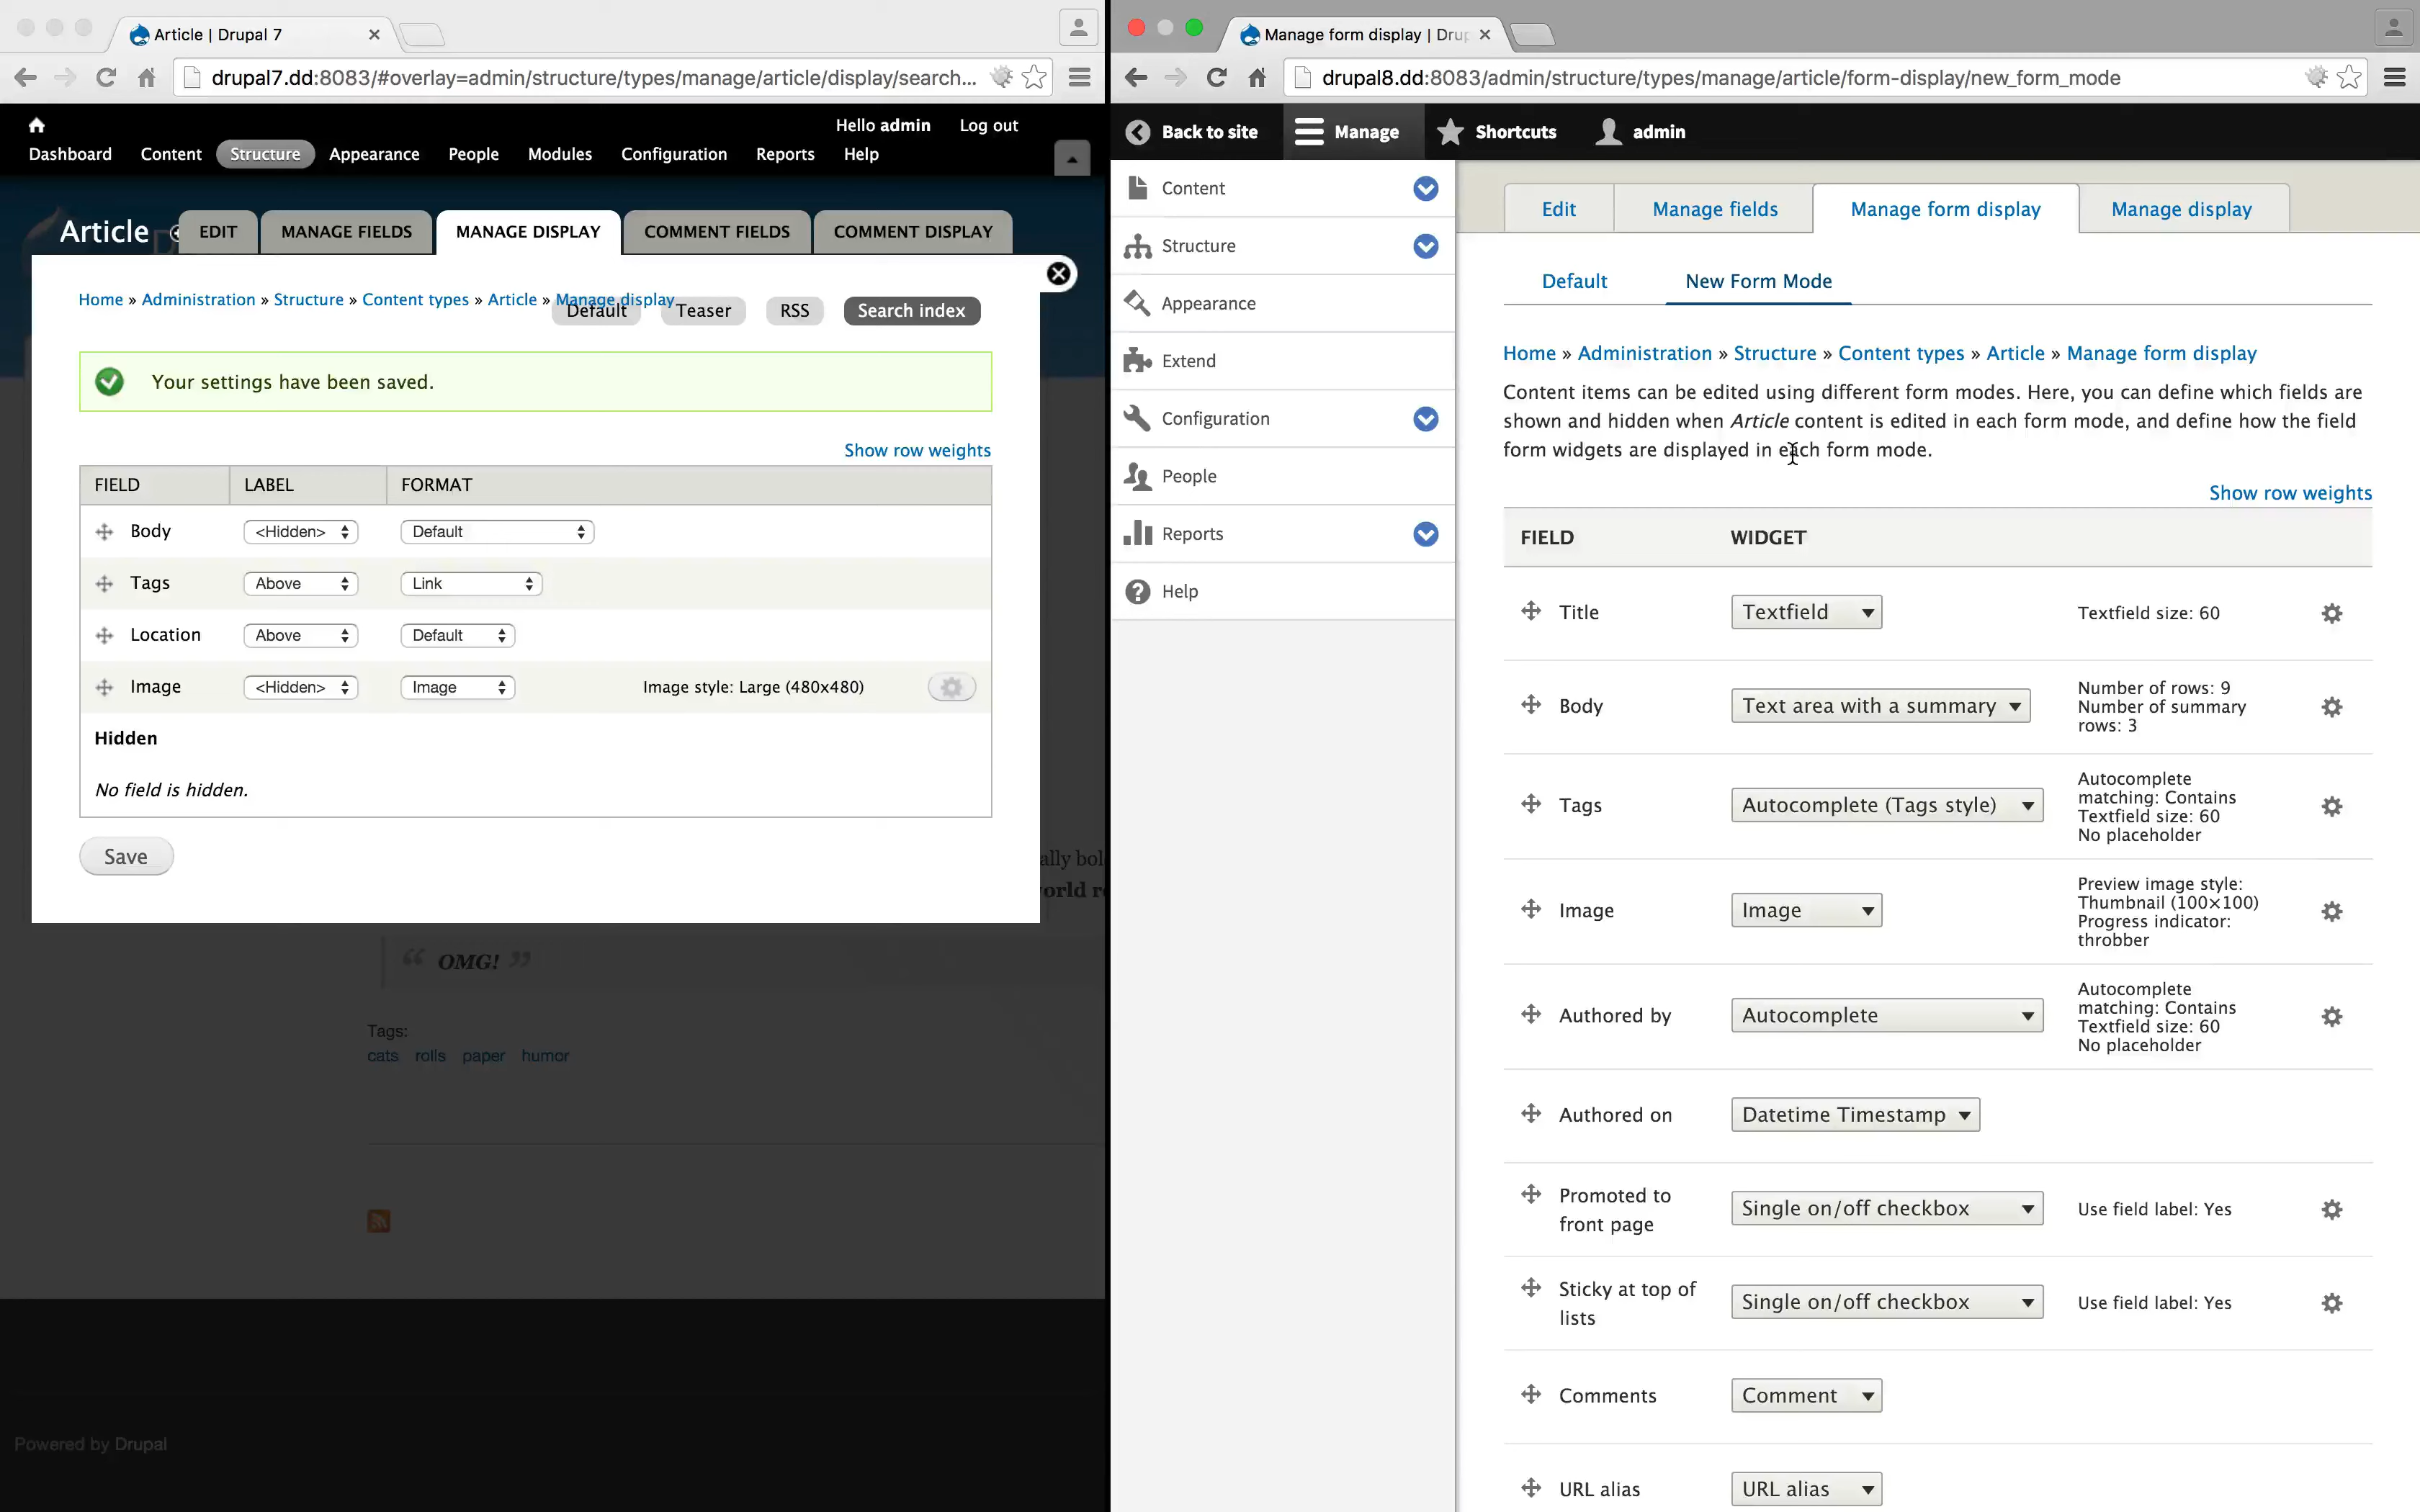 Article | Drupal 7
drupal7.dd:8083/#overlay=admin/structure/types/manage/article/display/search...
Hello admin Log out
Dashboard Content Structure Appearance People Modules Configuration Reports Help
Article EDIT MANAGE FIELDS MANAGE DISPLAY COMMENT FIELDS COMMENT DISPLAY
Home » Administration » Structure » Content types » Article » Manage display
Default Teaser RSS Search index
Your settings have been saved.
Show row weights
FIELD LABEL FORMAT
Body <Hidden> Default
Tags Above Link
Location Above Default
Image <Hidden> Image Image style: Large (480x480)
Hidden
No field is hidden.
Save
“ OMG! ”
Tags:
cats rolls paper humor
Powered by Drupal
Manage form display | Drup
drupal8.dd:8083/admin/structure/types/manage/article/form-display/new_form_mode
Back to site Manage Shortcuts admin
Content
Structure
Appearance
Extend
Configuration
People
Reports
Help
Edit Manage fields Manage form display Manage display
Default New Form Mode
Home » Administration » Structure » Content types » Article » Manage form display
Content items can be edited using different form modes. Here, you can define which fields are
shown and hidden when Article content is edited in each form mode, and define how the field
form widgets are displayed in each form mode.
Show row weights
FIELD WIDGET
Title Textfield Textfield size: 60
Body Text area with a summary Number of rows: 9
Number of summary
rows: 3
Tags Autocomplete (Tags style) Autocomplete
matching: Contains
Textfield size: 60
No placeholder
Image Image Preview image style:
Thumbnail (100×100)
Progress indicator:
throbber
Authored by Autocomplete Autocomplete
matching: Contains
Textfield size: 60
No placeholder
Authored on Datetime Timestamp
Promoted to
front page Single on/off checkbox Use field label: Yes
Sticky at top of
lists Single on/off checkbox Use field label: Yes
Comments Comment
URL alias URL alias